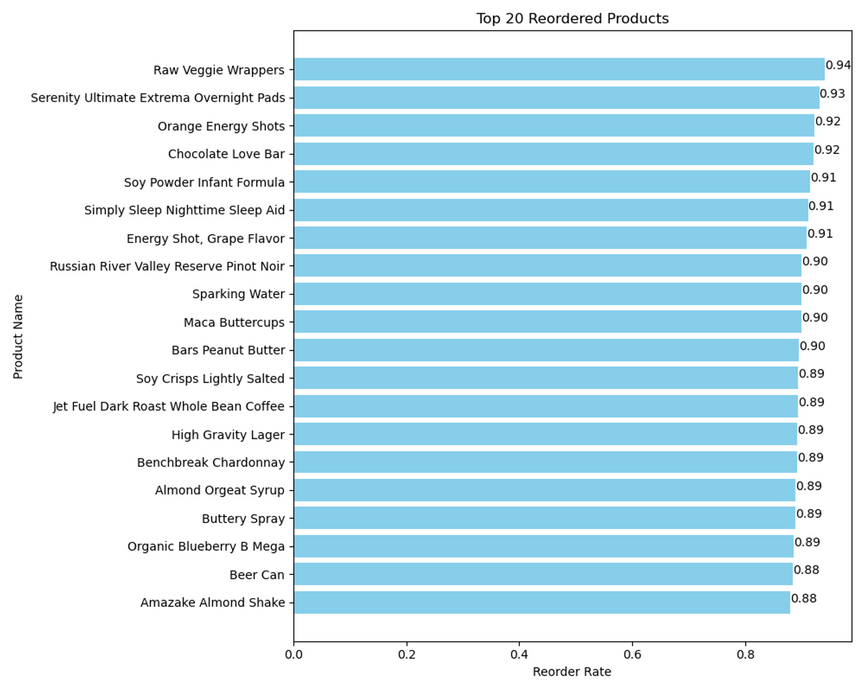 Top 20 Reordered Products
Product Name
Raw Veggie Wrappers 0.94
Serenity Ultimate Extrema Overnight Pads 0.93
Orange Energy Shots 0.92
Chocolate Love Bar 0.92
Soy Powder Infant Formula 0.91
Simply Sleep Nighttime Sleep Aid 0.91
Energy Shot, Grape Flavor 0.91
Russian River Valley Reserve Pinot Noir 0.90
Sparking Water 0.90
Maca Buttercups 0.90
Bars Peanut Butter 0.90
Soy Crisps Lightly Salted 0.89
Jet Fuel Dark Roast Whole Bean Coffee 0.89
High Gravity Lager 0.89
Benchbreak Chardonnay 0.89
Almond Orgeat Syrup 0.89
Buttery Spray 0.89
Organic Blueberry B Mega 0.89
Beer Can 0.88
Amazake Almond Shake 0.88
0.0 0.2 0.4 0.6 0.8
Reorder Rate